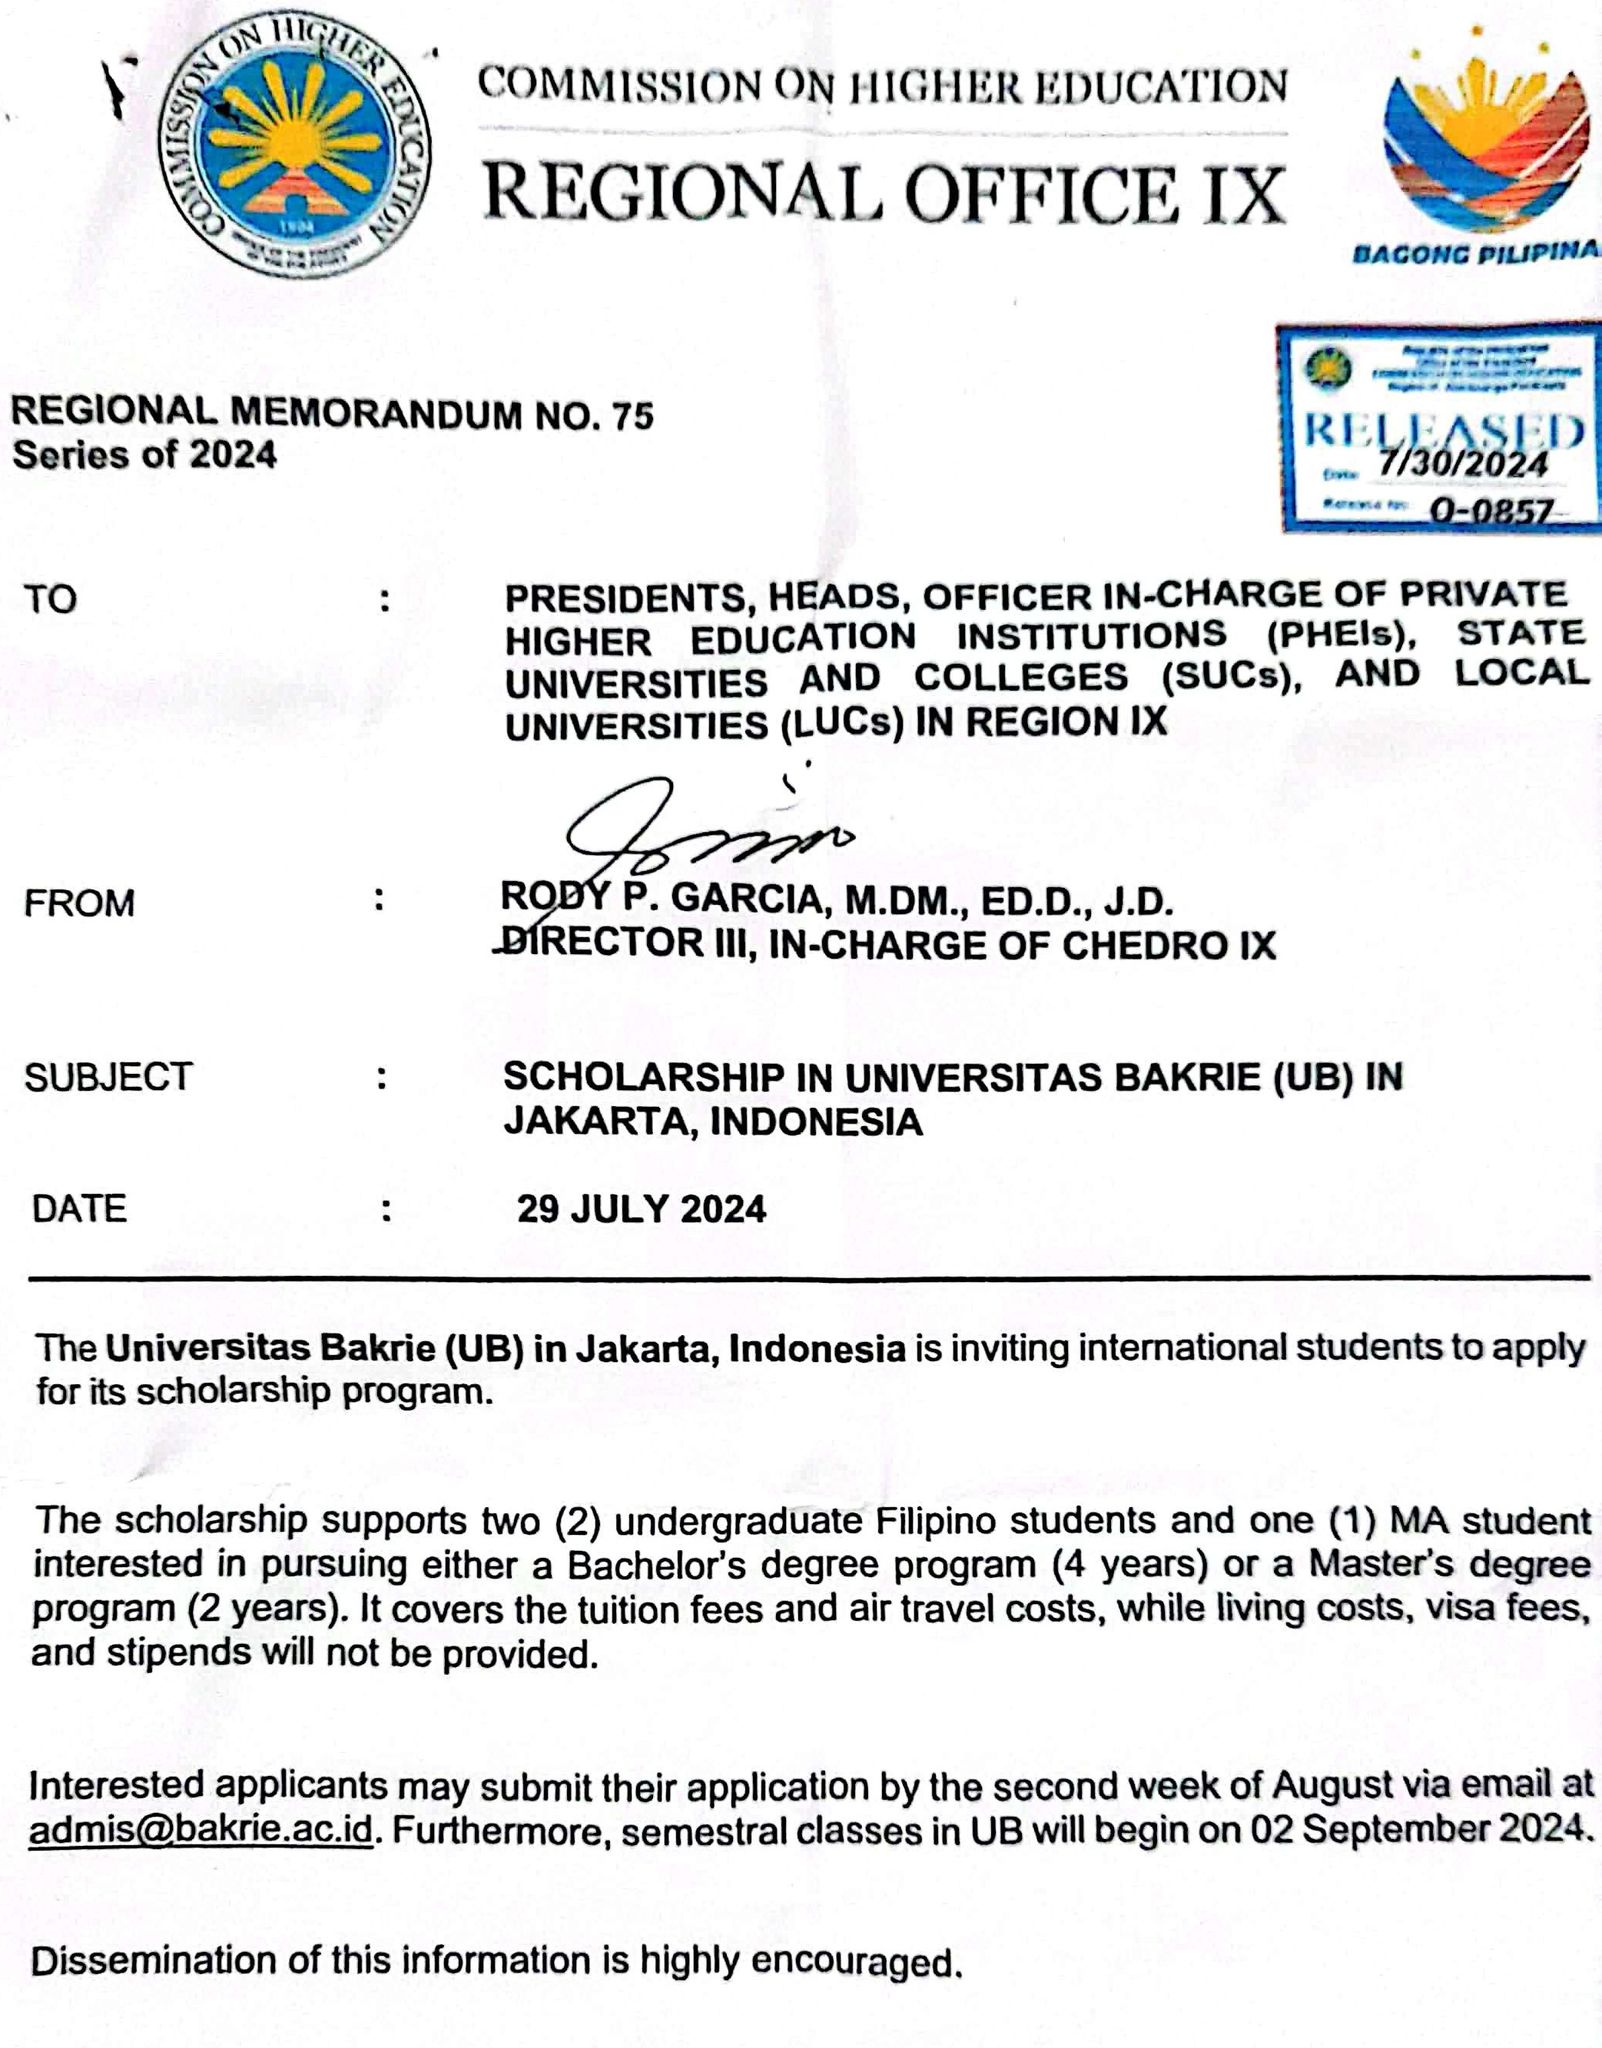 COMMISSION ON HIGHER EDUCATION
1994
COMMISSION ON HIGHER EDUCATION
REGIONAL OFFICE IX
BAGONG PILIPINA
REGIONAL MEMORANDUM NO. 75
Series of 2024
RELEASED
Date: 7/30/2024
Release No: O-0857
TO : PRESIDENTS, HEADS, OFFICER IN-CHARGE OF PRIVATE
HIGHER EDUCATION INSTITUTIONS (PHEIs), STATE
UNIVERSITIES AND COLLEGES (SUCs), AND LOCAL
UNIVERSITIES (LUCs) IN REGION IX
FROM : RODY P. GARCIA, M.DM., ED.D., J.D.
DIRECTOR III, IN-CHARGE OF CHEDRO IX
SUBJECT : SCHOLARSHIP IN UNIVERSITAS BAKRIE (UB) IN
JAKARTA, INDONESIA
DATE : 29 JULY 2024
The Universitas Bakrie (UB) in Jakarta, Indonesia is inviting international students to apply
for its scholarship program.
The scholarship supports two (2) undergraduate Filipino students and one (1) MA student
interested in pursuing either a Bachelor's degree program (4 years) or a Master's degree
program (2 years). It covers the tuition fees and air travel costs, while living costs, visa fees,
and stipends will not be provided.
Interested applicants may submit their application by the second week of August via email at
admis@bakrie.ac.id. Furthermore, semestral classes in UB will begin on 02 September 2024.
Dissemination of this information is highly encouraged.